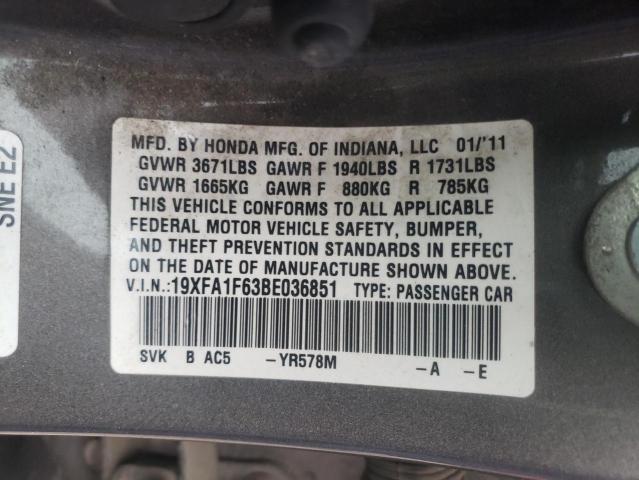 MFD. BY HONDA MFG. OF INDIANA, LLC 01/'11
GVWR 3671LBS GAWR F 1940LBS R 1731LBS
GVWR 1665KG GAWR F 880KG R 785KG
THIS VEHICLE CONFORMS TO ALL APPLICABLE
FEDERAL MOTOR VEHICLE SAFETY, BUMPER,
AND THEFT PREVENTION STANDARDS IN EFFECT
ON THE DATE OF MANUFACTURE SHOWN ABOVE.
V.I.N.:19XFA1F63BE036851 TYPE: PASSENGER CAR
SVK B AC5 -YR578M -A -E
SNE E2